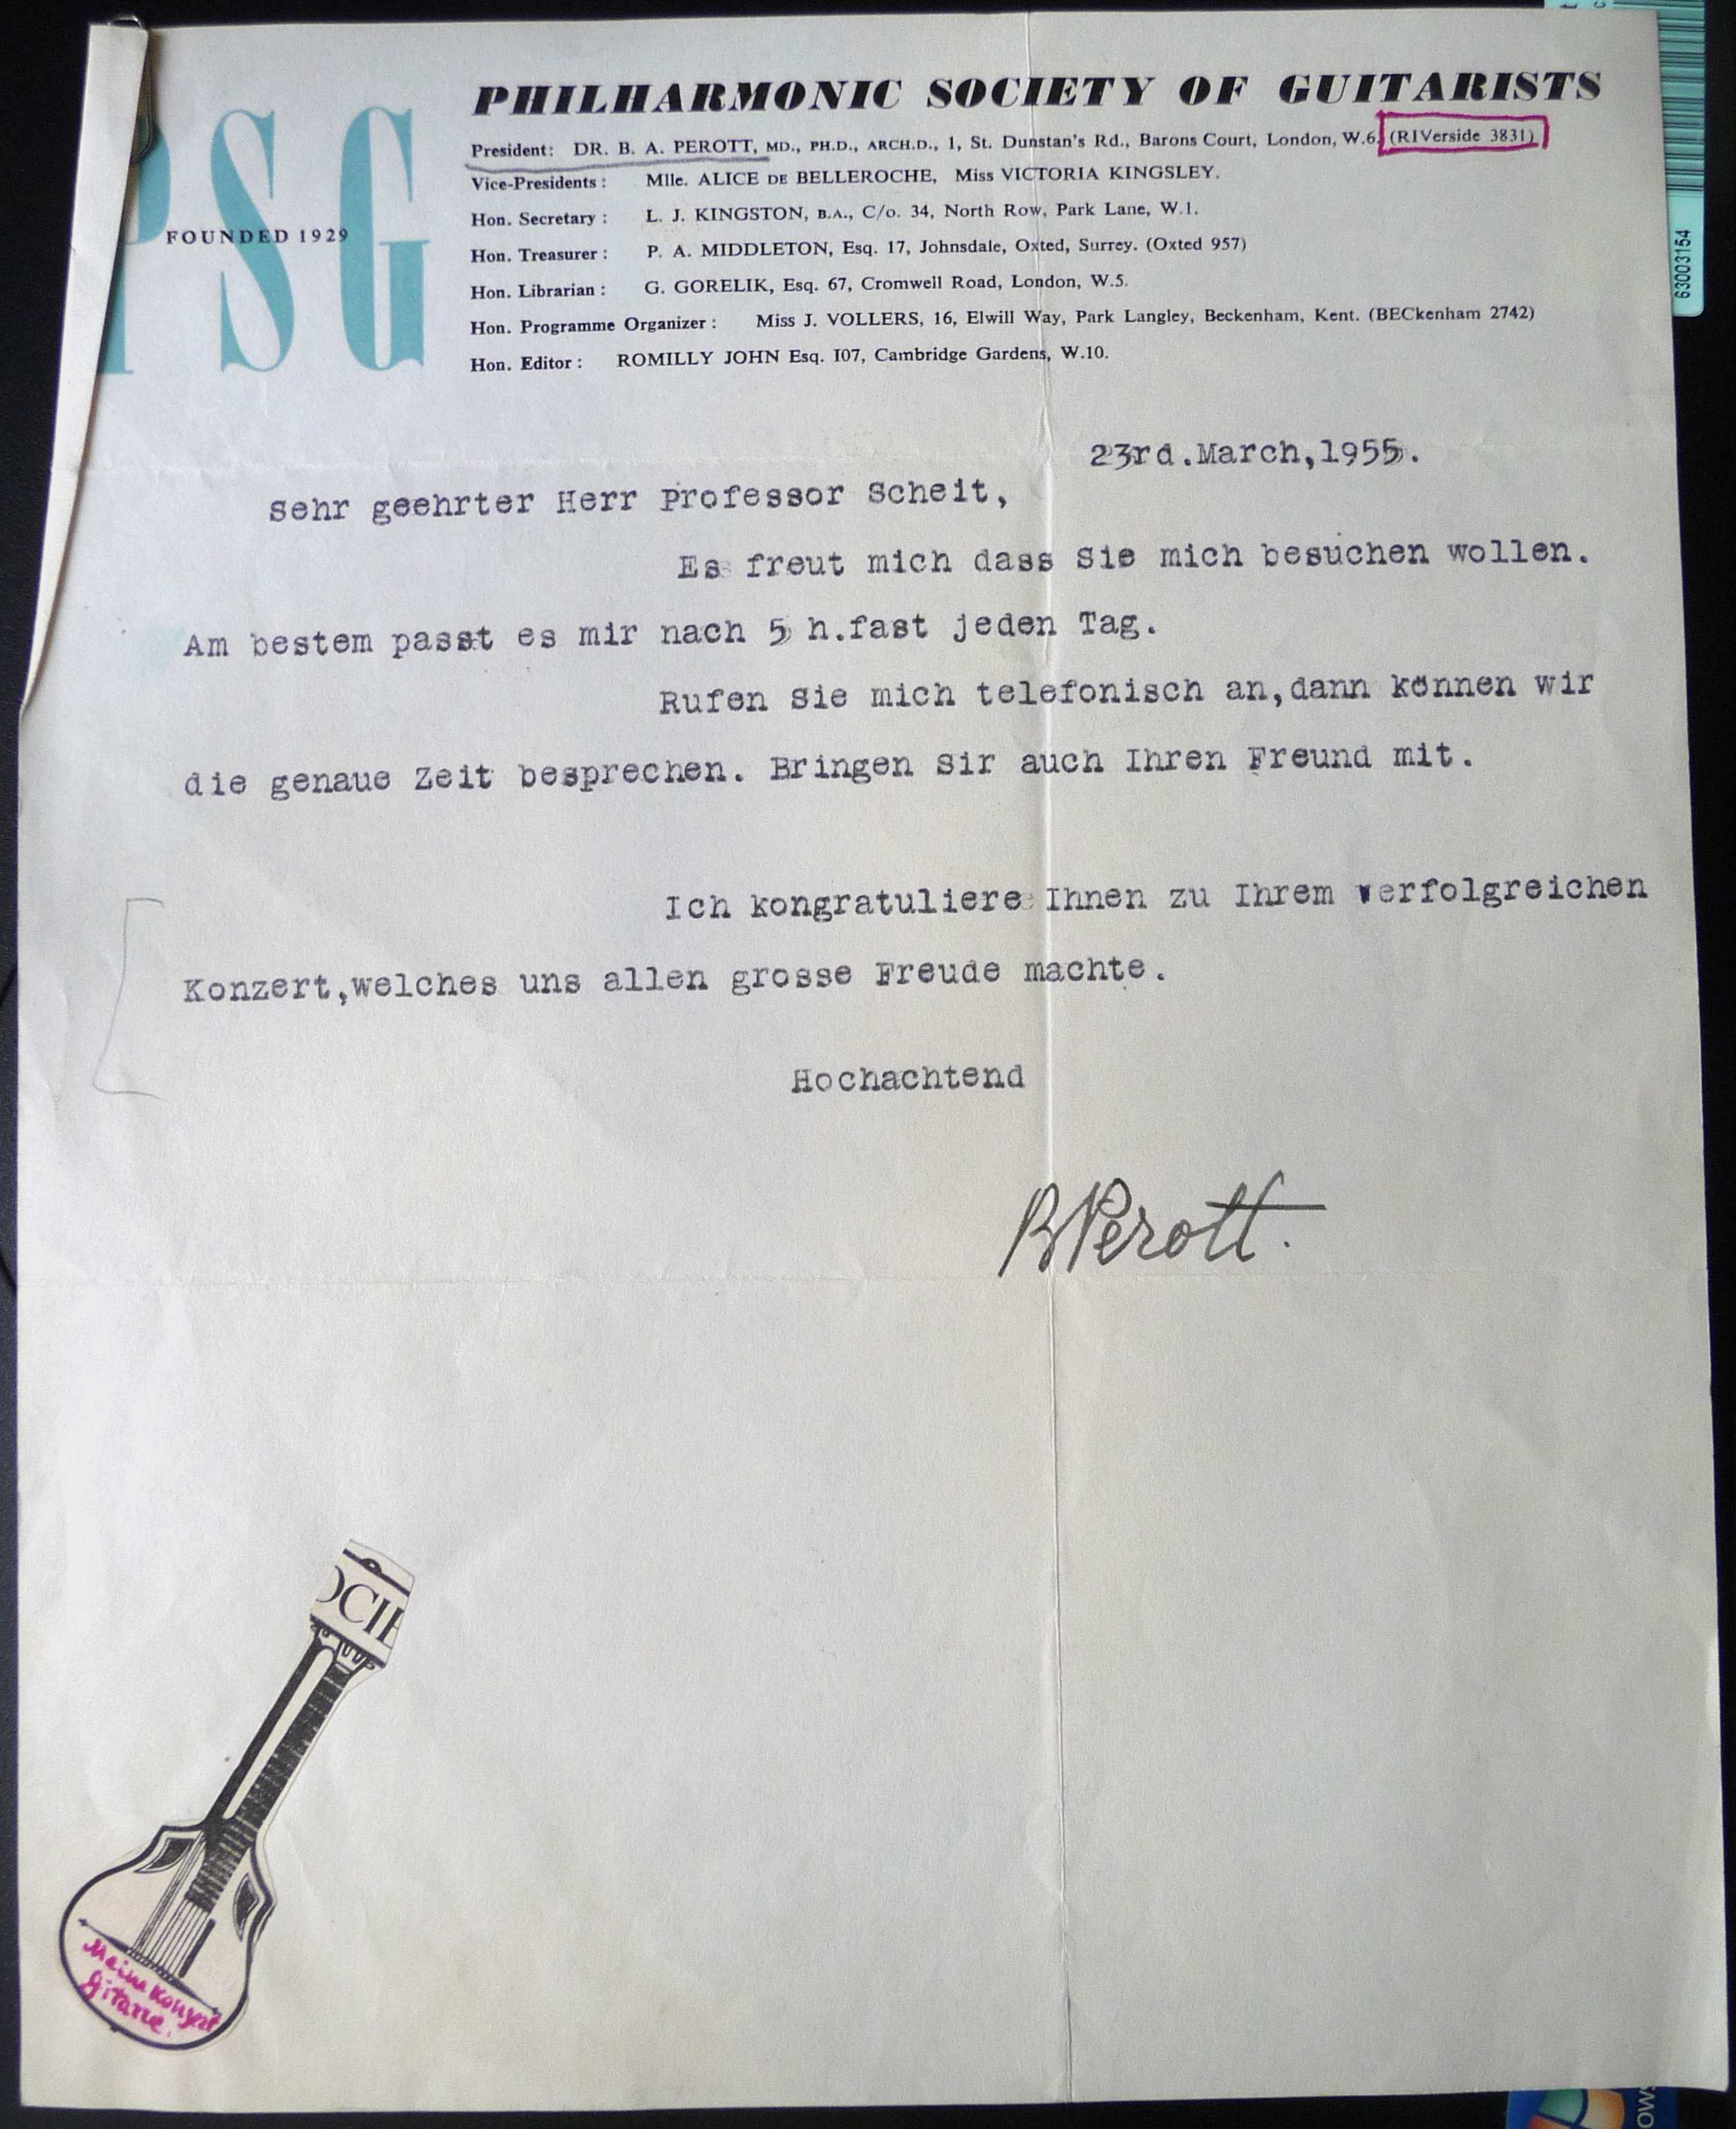 PSG
FOUNDED 1929
PHILHARMONIC SOCIETY OF GUITARISTS
President: DR. B. A. PEROTT, MD., PH.D., ARCH.D., 1, St. Dunstan's Rd., Barons Court, London, W.6. (RIVerside 3831)
Vice-Presidents: Mlle. ALICE DE BELLEROCHE, Miss VICTORIA KINGSLEY.
Hon. Secretary: L. J. KINGSTON, B.A., C/o. 34, North Row, Park Lane, W.1.
Hon. Treasurer: P. A. MIDDLETON, Esq. 17, Johnsdale, Oxted, Surrey. (Oxted 957)
Hon. Librarian: G. GORELIK, Esq. 67, Cromwell Road, London, W.5.
Hon. Programme Organizer: Miss J. VOLLERS, 16, Elwill Way, Park Langley, Beckenham, Kent. (BECkenham 2742)
Hon. Editor: ROMILLY JOHN Esq. I07, Cambridge Gardens, W.10.
23rd.March,1955.
Sehr geehrter Herr Professor Scheit,
Es freut mich dass Sie mich besuchen wollen.
Am bestem passt es mir nach 5 h.fast jeden Tag.
Rufen Sie mich telefonisch an,dann können wir
die genaue Zeit besprechen. Bringen Sir auch Ihren Freund mit.
Ich kongratuliere Ihnen zu Ihrem verfolgreichen
Konzert,welches uns allen grosse Freude machte.
Hochachtend
BPerott.
OCIE
Meine Konzert
gitarre.
63003154